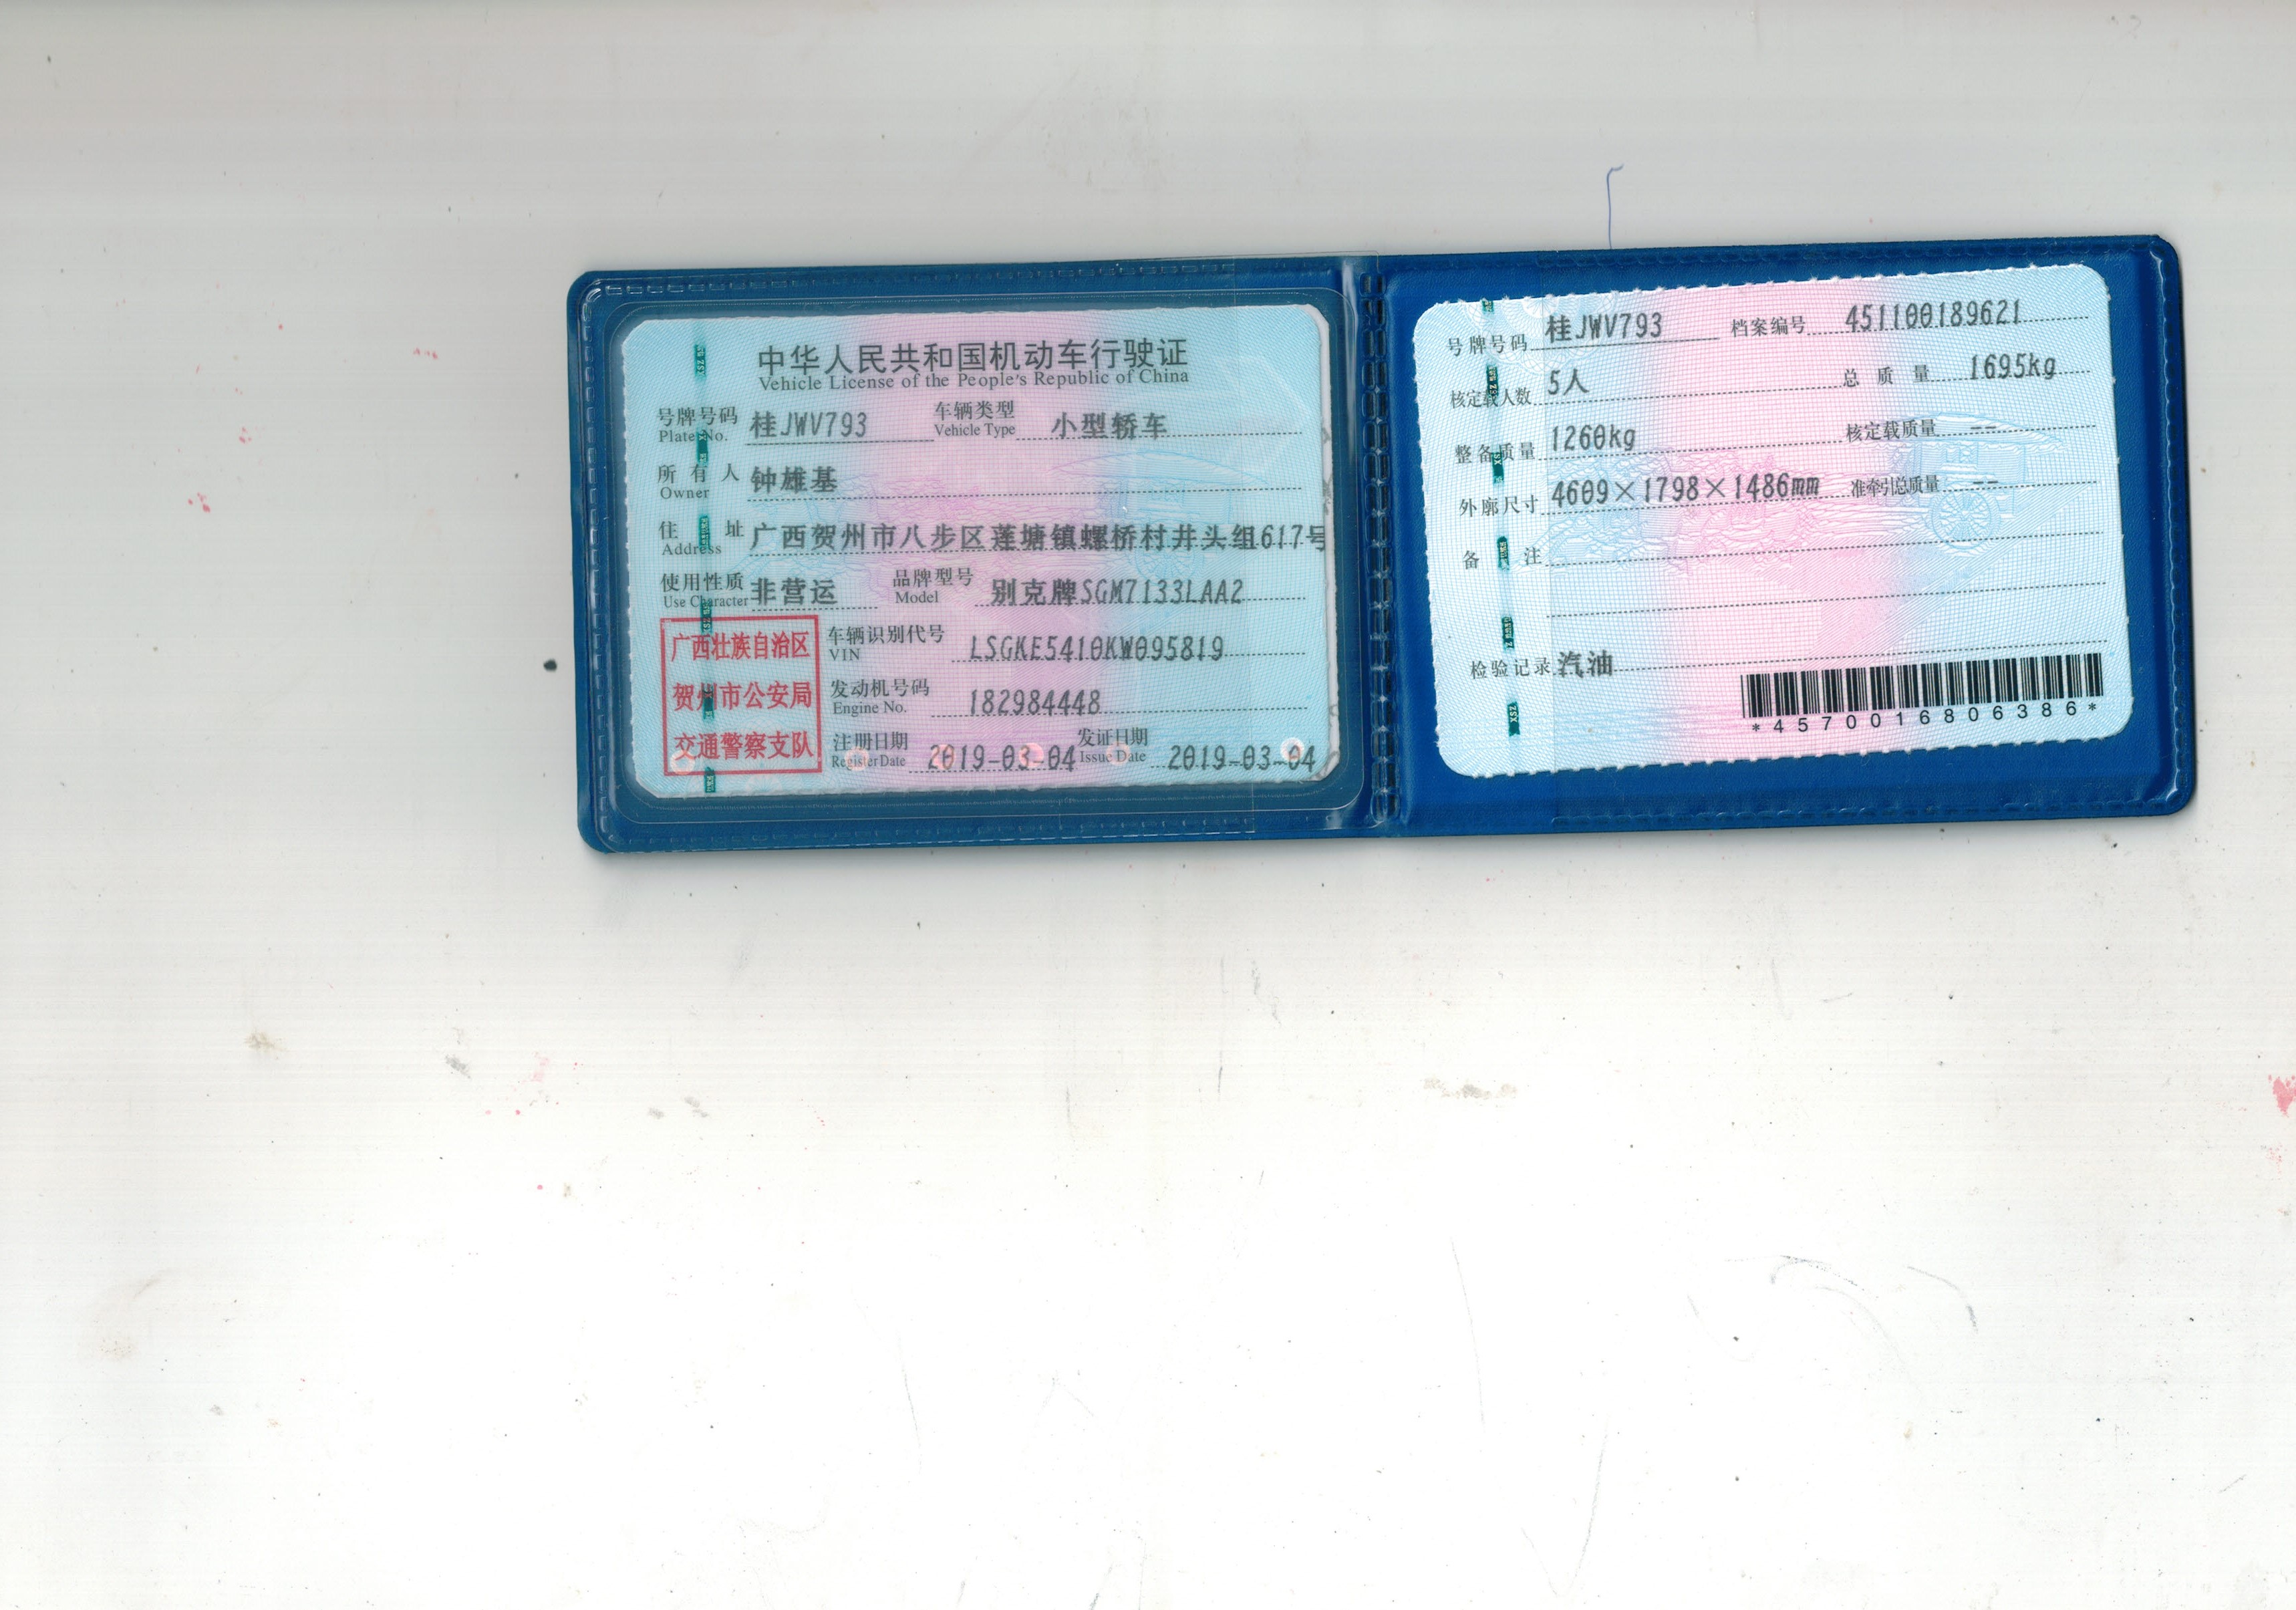 中华人民共和国机动车行驶证
Vehicle License of the People's Republic of China
号牌号码 桂JWV793 车辆类型 小型轿车
Plate No. Vehicle Type
所有人 钟雄基
Owner
住址 广西贺州市八步区莲塘镇螺桥村井头组617号
Address
使用性质 非营运 品牌型号 别克牌SGM7133LAA2
Use Character Model
广西壮族自治区
贺州市公安局
交通警察支队
车辆识别代号 LSGKE5410KW095819
VIN
发动机号码 182984448
Engine No.
注册日期 2019-03-04 发证日期 2019-03-04
Register Date Issue Date
号牌号码 桂JWV793 档案编号 451100189621
核定载人数 5人 总质量 1695kg
整备质量 1260kg 核定载质量 --
外廓尺寸 4609×1798×1486mm 准牵引总质量 --
备注
检验记录 汽油
*4570016806386*